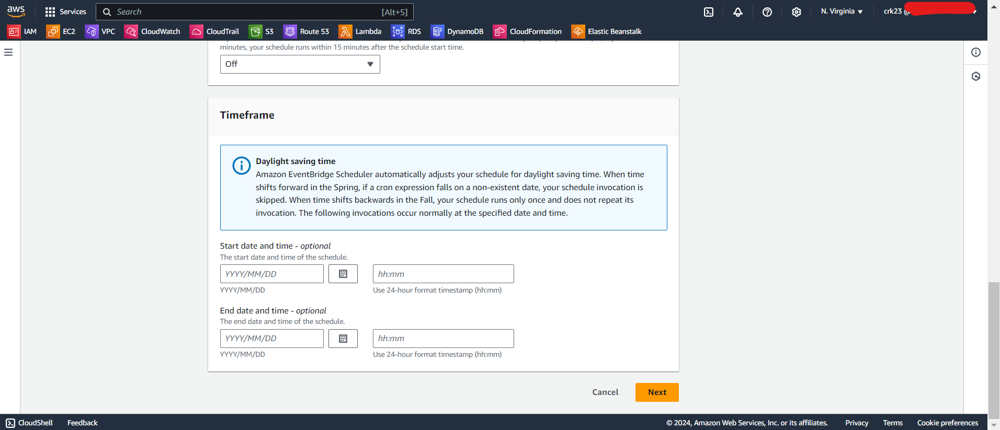 aws
Services
Search
[Alt+S]
N. Virginia
crk23 @
IAM
EC2
VPC
CloudWatch
CloudTrail
S3
Route 53
Lambda
RDS
DynamoDB
CloudFormation
Elastic Beanstalk
minutes, your schedule runs within 15 minutes after the schedule start time.
Off
Timeframe
Daylight saving time
Amazon EventBridge Scheduler automatically adjusts your schedule for daylight saving time. When time
shifts forward in the Spring, if a cron expression falls on a non-existent date, your schedule invocation is
skipped. When time shifts backwards in the Fall, your schedule runs only once and does not repeat its
invocation. The following invocations occur normally at the specified date and time.
Start date and time - optional
The start date and time of the schedule.
YYYY/MM/DD
hh:mm
YYYY/MM/DD
Use 24-hour format timestamp (hh:mm)
End date and time - optional
The end date and time of the schedule.
YYYY/MM/DD
hh:mm
YYYY/MM/DD
Use 24-hour format timestamp (hh:mm)
Cancel
Next
CloudShell
Feedback
© 2024, Amazon Web Services, Inc. or its affiliates.
Privacy
Terms
Cookie preferences